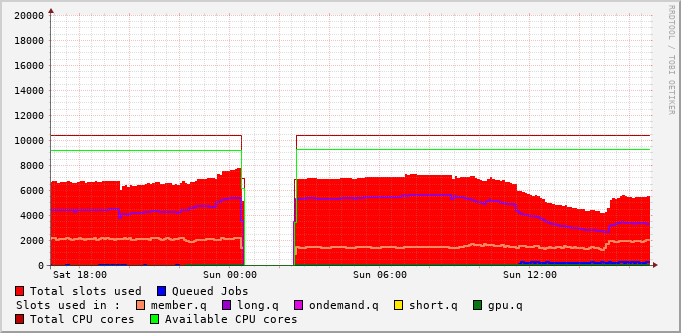 20000
18000
16000
14000
12000
10000
8000
6000
4000
2000
0
Sat 18:00 Sun 00:00 Sun 06:00 Sun 12:00
RRDTOOL / TOBI OETIKER
Total slots used Queued Jobs
Slots used in : member.q long.q ondemand.q short.q gpu.q
Total CPU cores Available CPU cores